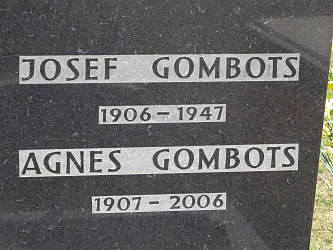 JOSEF GOMBOTS
1906 – 1947
AGNES GOMBOTS
1907 – 2006